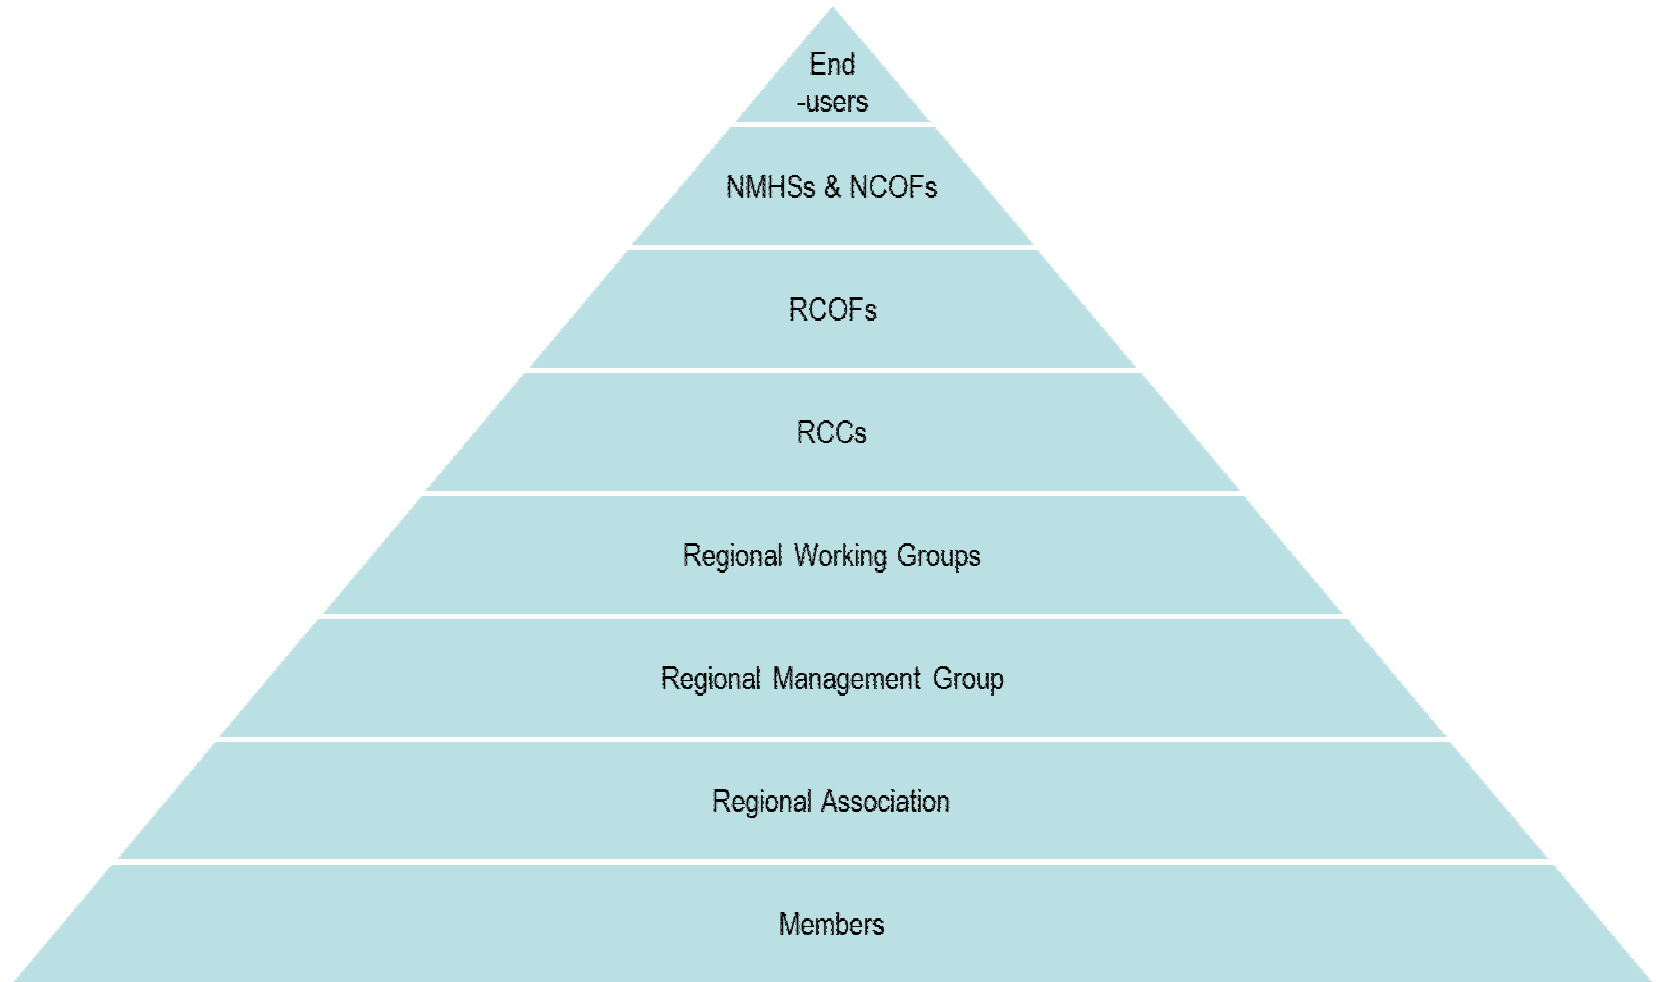 End
-users
NMHSs & NCOFs
RCOFs
RCCs
Regional Working Groups
Regional Management Group
Regional Association
Members